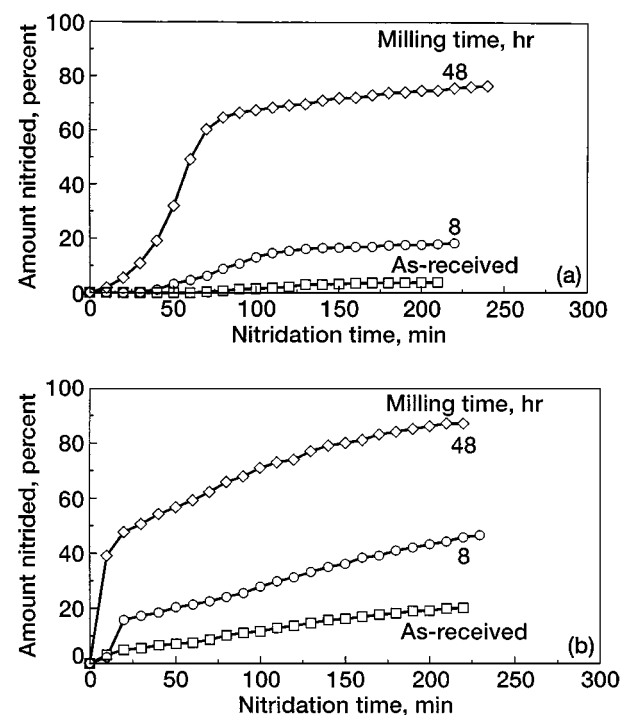 100
Milling time, hr
80
48
60
40
20
8
As-received
0
(a)
0 50 100 150 200 250 300
Nitridation time, min
Amount nitrided, percent
100
Milling time, hr
80
48
60
40
8
20
As-received
0
(b)
0 50 100 150 200 250 300
Nitridation time, min
Amount nitrided, percent